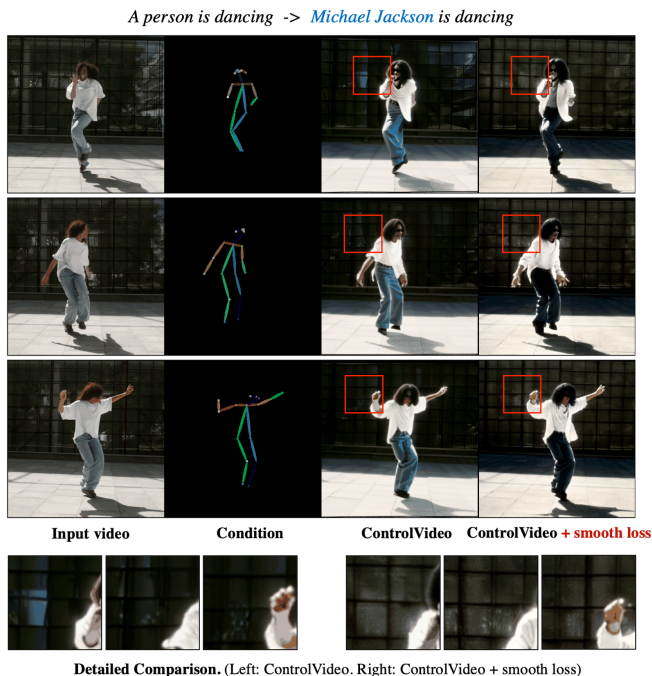 A person is dancing -> Michael Jackson is dancing
Input video Condition ControlVideo ControlVideo + smooth loss
Detailed Comparison. (Left: ControlVideo. Right: ControlVideo + smooth loss)